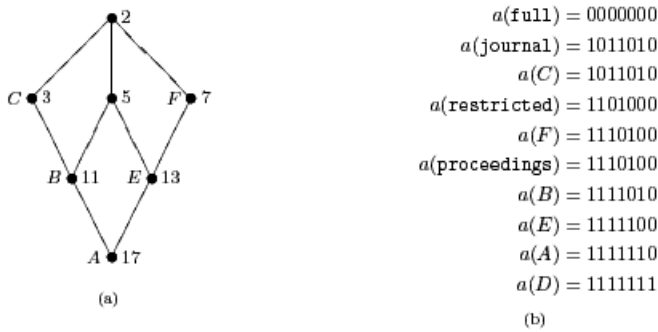 2
C 3
5
F 7
B 11
E 13
A 17
(a)
a(full) = 0000000
a(journal) = 1011010
a(C) = 1011010
a(restricted) = 1101000
a(F) = 1110100
a(proceedings) = 1110100
a(B) = 1111010
a(E) = 1111100
a(A) = 1111110
a(D) = 1111111
(b)